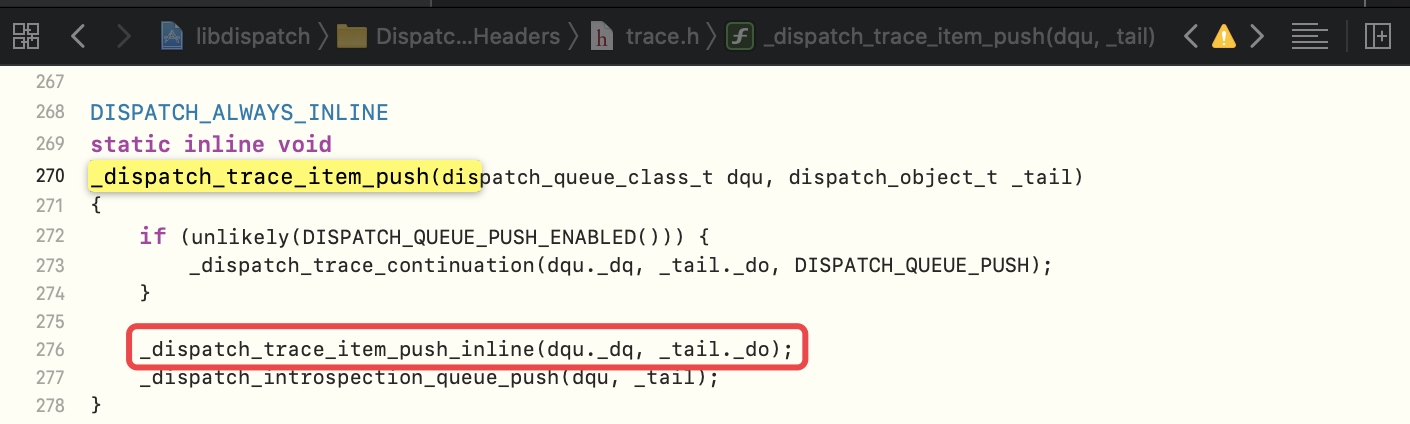 libdispatch Dispatc...Headers h trace.h f _dispatch_trace_item_push(dqu, _tail)
267
268 DISPATCH_ALWAYS_INLINE
269 static inline void
270 _dispatch_trace_item_push(dispatch_queue_class_t dqu, dispatch_object_t _tail)
271 {
272 if (unlikely(DISPATCH_QUEUE_PUSH_ENABLED())) {
273 _dispatch_trace_continuation(dqu._dq, _tail._do, DISPATCH_QUEUE_PUSH);
274 }
275
276 _dispatch_trace_item_push_inline(dqu._dq, _tail._do);
277 _dispatch_introspection_queue_push(dqu, _tail);
278 }